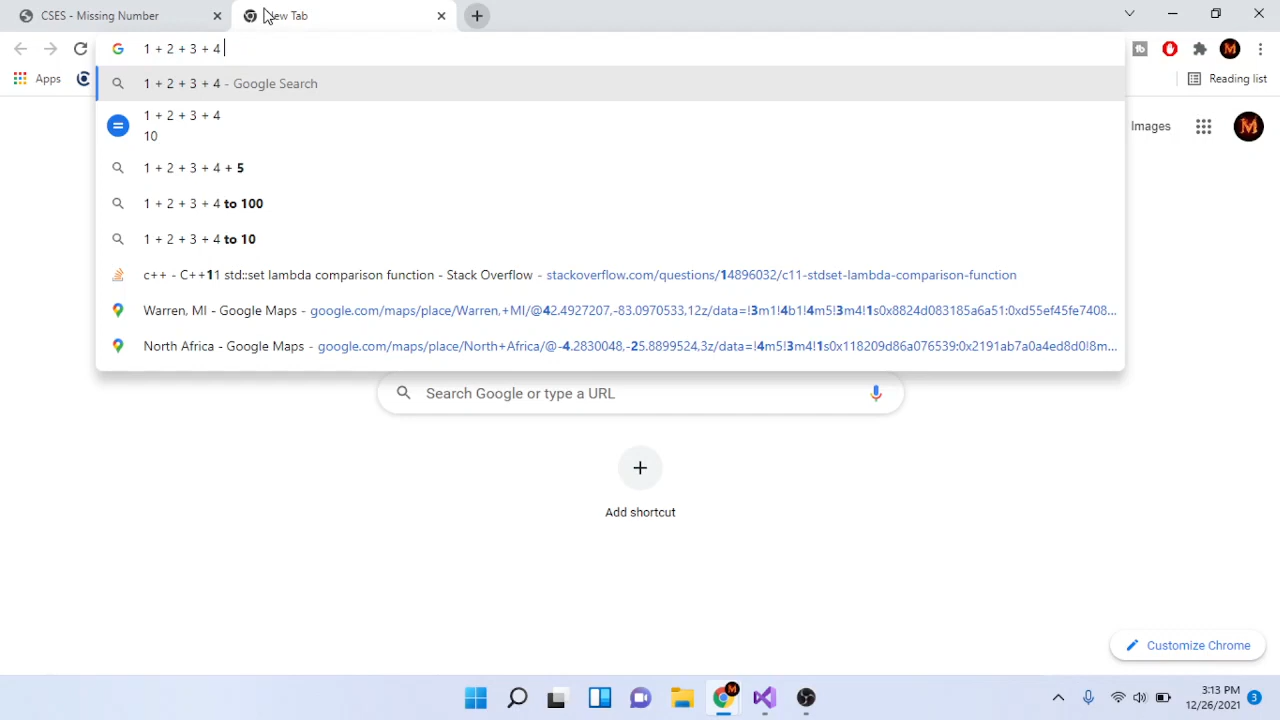 CSES - Missing Number
New Tab
1 + 2 + 3 + 4
1 + 2 + 3 + 4 - Google Search
1 + 2 + 3 + 4
10
1 + 2 + 3 + 4 + 5
1 + 2 + 3 + 4 to 100
1 + 2 + 3 + 4 to 10
c++ - C++11 std::set lambda comparison function - Stack Overflow - stackoverflow.com/questions/14896032/c11-stdset-lambda-comparison-function
Warren, MI - Google Maps - google.com/maps/place/Warren,+MI/@42.4927207,-83.0970533,12z/data=!3m1!4b1!4m5!3m4!1s0x8824d083185a6a51:0xd55ef45fe7408...
North Africa - Google Maps - google.com/maps/place/North+Africa/@-4.2830048,-25.8899524,3z/data=!4m5!3m4!1s0x118209d86a076539:0x2191ab7a0a4ed8d0!8m...
Apps
Reading list
Images
Search Google or type a URL
Add shortcut
Customize Chrome
3:13 PM
12/26/2021
3